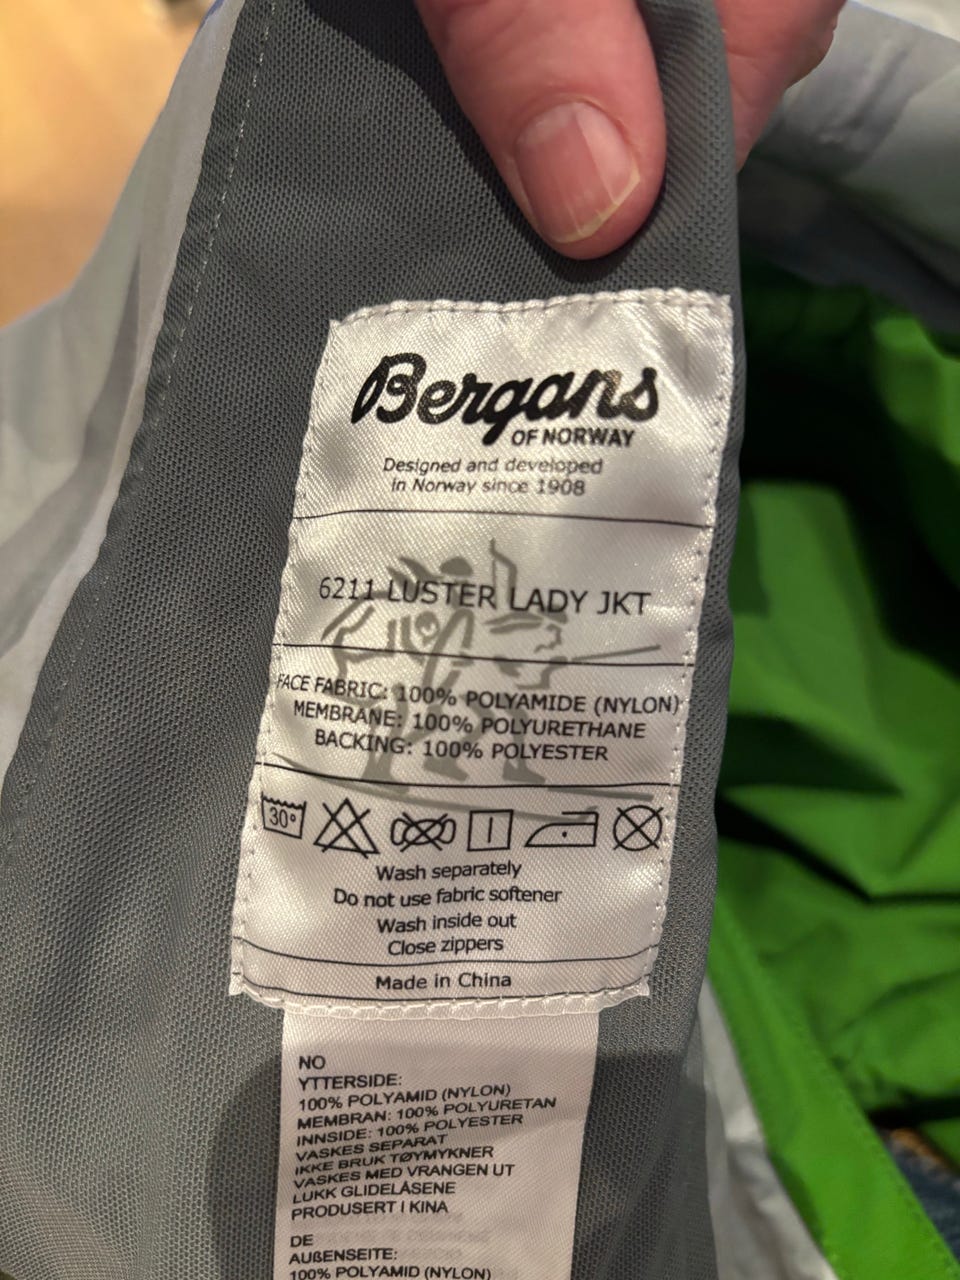 Bergans
OF NORWAY
Designed and developed
in Norway since 1908
6211 LUSTER LADY JKT
FACE FABRIC: 100% POLYAMIDE (NYLON)
MEMBRANE: 100% POLYURETHANE
BACKING: 100% POLYESTER
30°
Wash separately
Do not use fabric softener
Wash inside out
Close zippers
Made in China
NO
YTTERSIDE:
100% POLYAMID (NYLON)
MEMBRAN: 100% POLYURETAN
INNSIDE: 100% POLYESTER
VASKES SEPARAT
IKKE BRUK TØYMYKNER
VASKES MED VRANGEN UT
LUKK GLIDELÅSENE
PRODUSERT I KINA
DE
AUßENSEITE:
100% POLYAMID (NYLON)